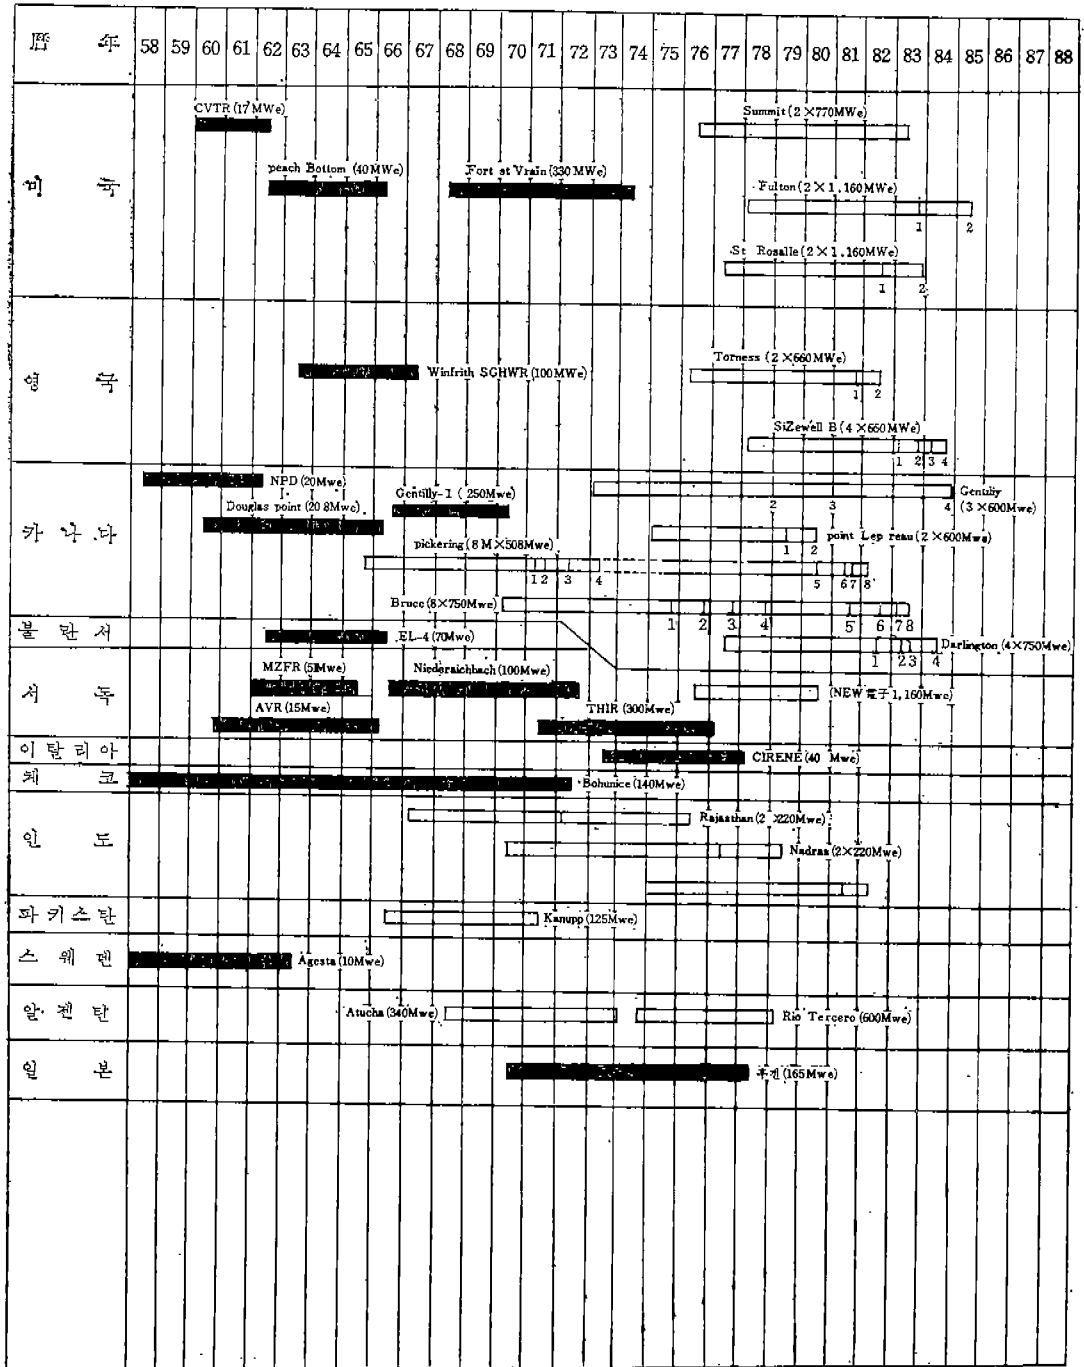 曆 年 58 59 60 61 62 63 64 65 66 67 68 69 70 71 72 73 74 75 76 77 78 79 80 81 82 83 84 85 86 87 88
미 국
CVTR (17MWe)
Summit (2×770MWe)
peach Bottom (40MWe)
Fort st Vrain (330MWe)
Fulton (2×1,160MWe)
1 2
St Rosalle (2×1,160MWe)
1 2
영 국
Winfrith SGHWR (100MWe)
Torness (2×660MWe)
1 2
SiZewell B (4×660MWe)
1 2 3 4
카 나 다
NPD (20Mwe)
Gentilly-1 (250Mwe)
Gentiliy
(3×600Mwe)
2 3 4
Douglas point (208Mwe)
point Lep reau (2×600Mwe)
1 2
pickering (8M×508Mwe)
1 2 3 4 5 6 7 8
Bruce (8×750Mwe)
1 2 3 4 5 6 7 8
Darlington (4×750Mwe)
1 2 3 4
불 란 서
EL-4 (70Mwe)
서 독
MZFR (51Mwe)
Niederaichbach (100Mwe)
(NEW 電子 1,160Mwe)
AVR (15Mwe)
THIR (300Mwe)
이 탈 리 아
CIRENE (40 Mwe)
체 코
Bohunice (140Mwe)
인 도
Rajasthan (2×220Mwe)
Nadras (2×220Mwe)
파 키 스 탄
Kanupp (125Mwe)
스 웨 덴
Agesta (10Mwe)
알·젠 탄
Atucha (340Mwe)
Rio Tercero (600Mwe)
일 본
후겐 (165Mwe)